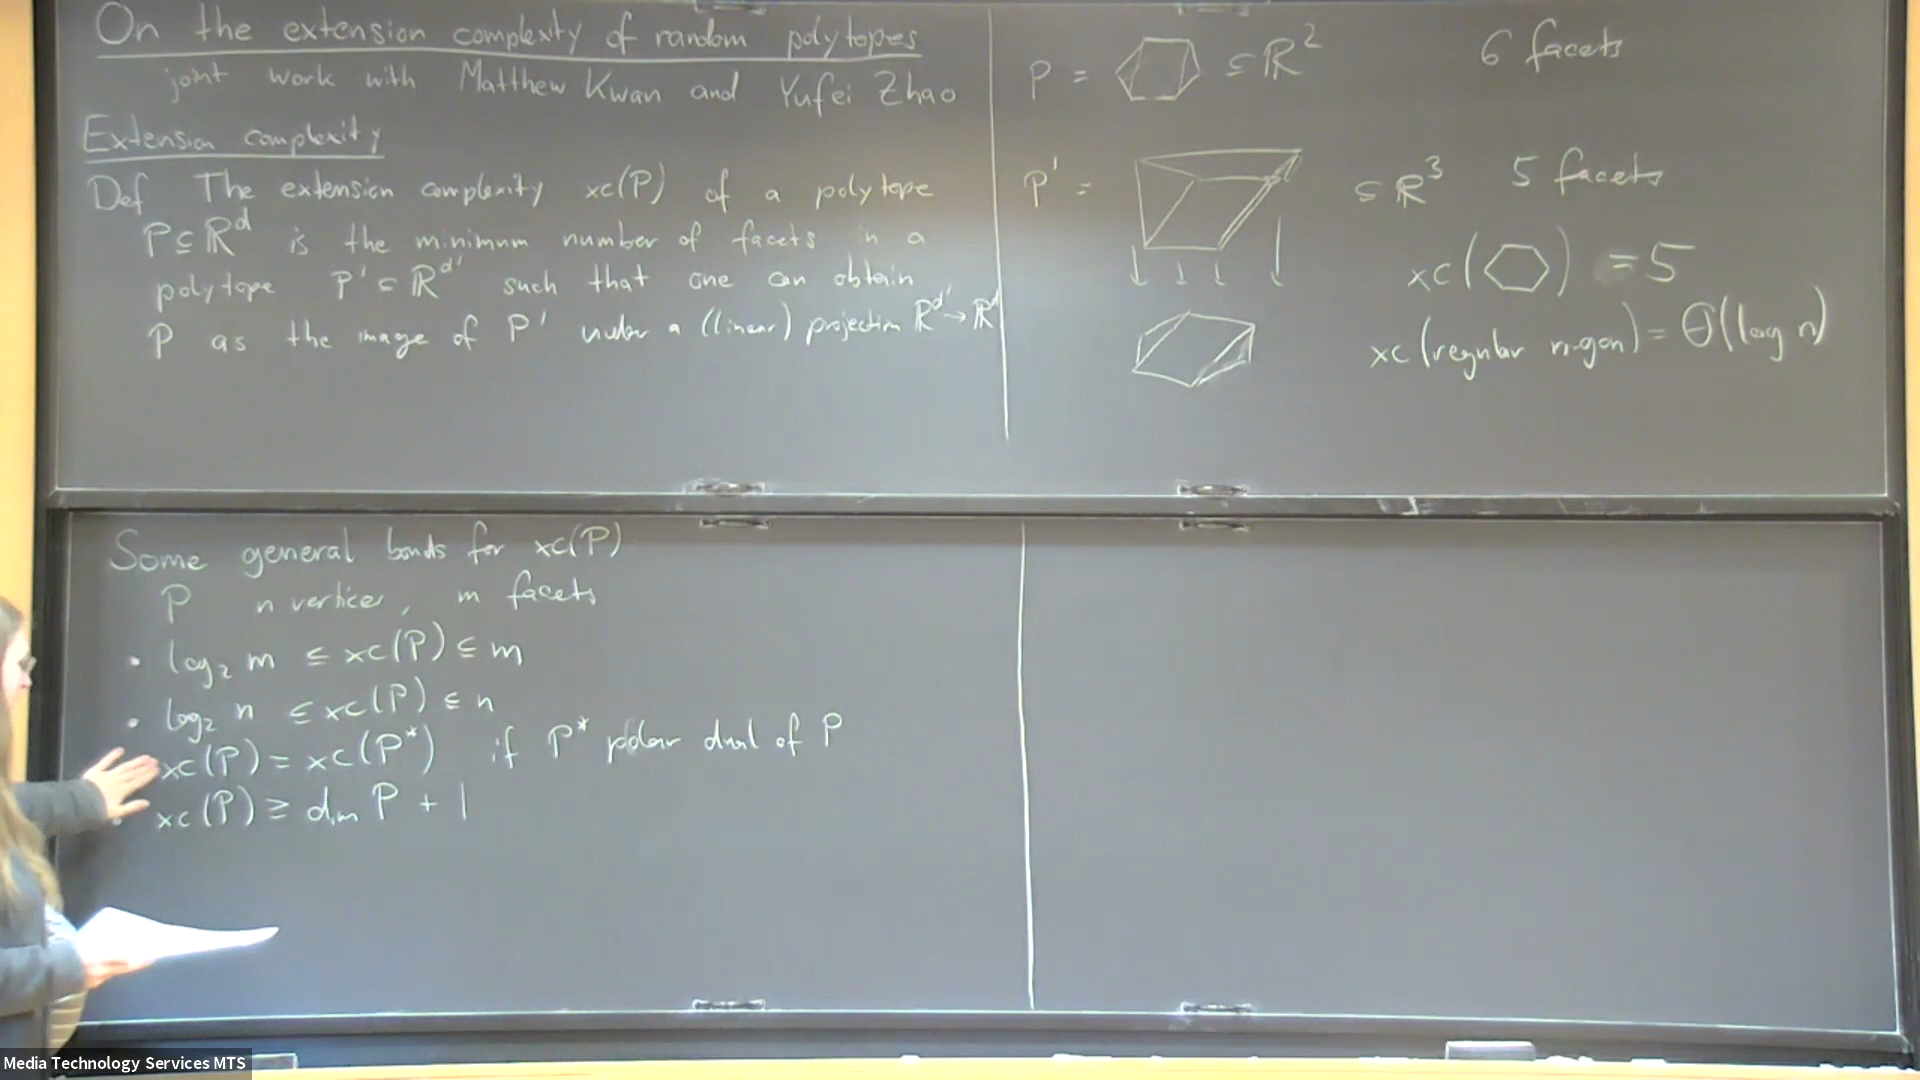 On the extension complexity of random polytopes
joint work with Matthew Kwan and Yufei Zhao
Extension complexity
Def The extension complexity xc(P) of a polytope
P ⊆ ℝ^d is the minimum number of facets in a
polytope P' ⊆ ℝ^d' such that one can obtain
P as the image of P' under a (linear) projection ℝ^d' → ℝ^d
P = ⊆ ℝ^2 6 facets
P' = ⊆ ℝ^3 5 facets
xc(⬡) = 5
xc(regular n-gon) = Θ(log n)
Some general bonds for xc(P)
P n vertices, m facets
• log₂ m ≤ xc(P) ≤ m
• log₂ n ≤ xc(P) ≤ n
xc(P) = xc(P*) if P* polar dual of P
• xc(P) ≥ dim P + 1
Media Technology Services MTS